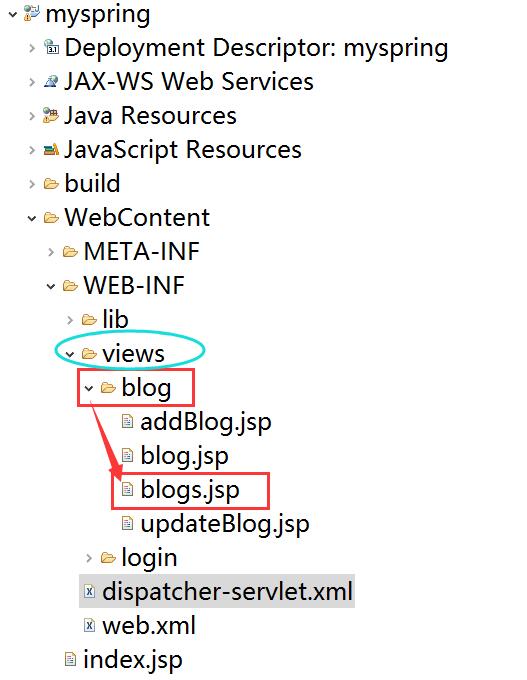 myspring
Deployment Descriptor: myspring
JAX-WS Web Services
Java Resources
JavaScript Resources
build
WebContent
META-INF
WEB-INF
lib
views
blog
addBlog.jsp
blog.jsp
blogs.jsp
updateBlog.jsp
login
dispatcher-servlet.xml
web.xml
index.jsp